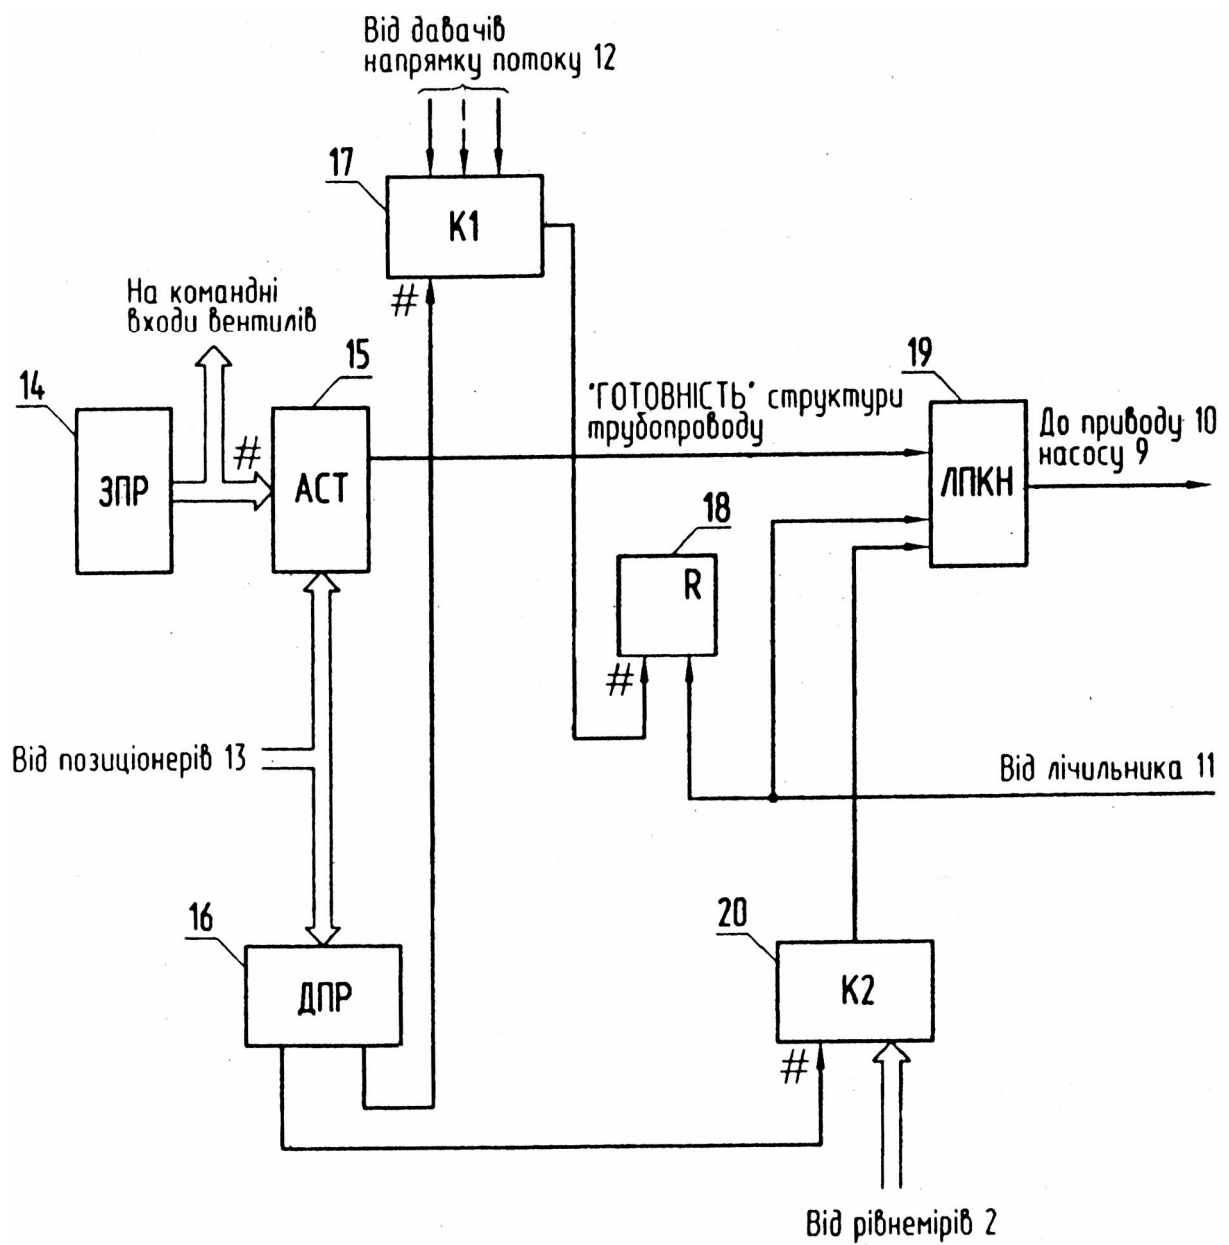 Від давачів
напрямку потоку 12
17
К1
#
На командні
входи вентилів
14
15
19
"ГОТОВНІСТЬ" структури
трубопроводу
До приводу 10
насосу 9
#
ЗПР
АСТ
ЛПКН
18
R
#
Від позиціонерів 13
Від лічильника 11
16
20
ДПР
К2
#
Від рівнемірів 2